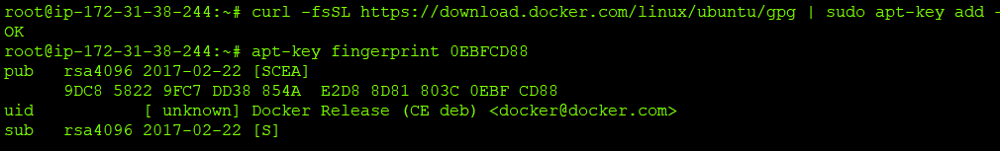 root@ip-172-31-38-244:~# curl -fsSL https://download.docker.com/linux/ubuntu/gpg | sudo apt-key add -
OK
root@ip-172-31-38-244:~# apt-key fingerprint 0EBFCD88
pub   rsa4096 2017-02-22 [SCEA]
      9DC8 5822 9FC7 DD38 854A  E2D8 8D81 803C 0EBF CD88
uid           [ unknown] Docker Release (CE deb) <docker@docker.com>
sub   rsa4096 2017-02-22 [S]